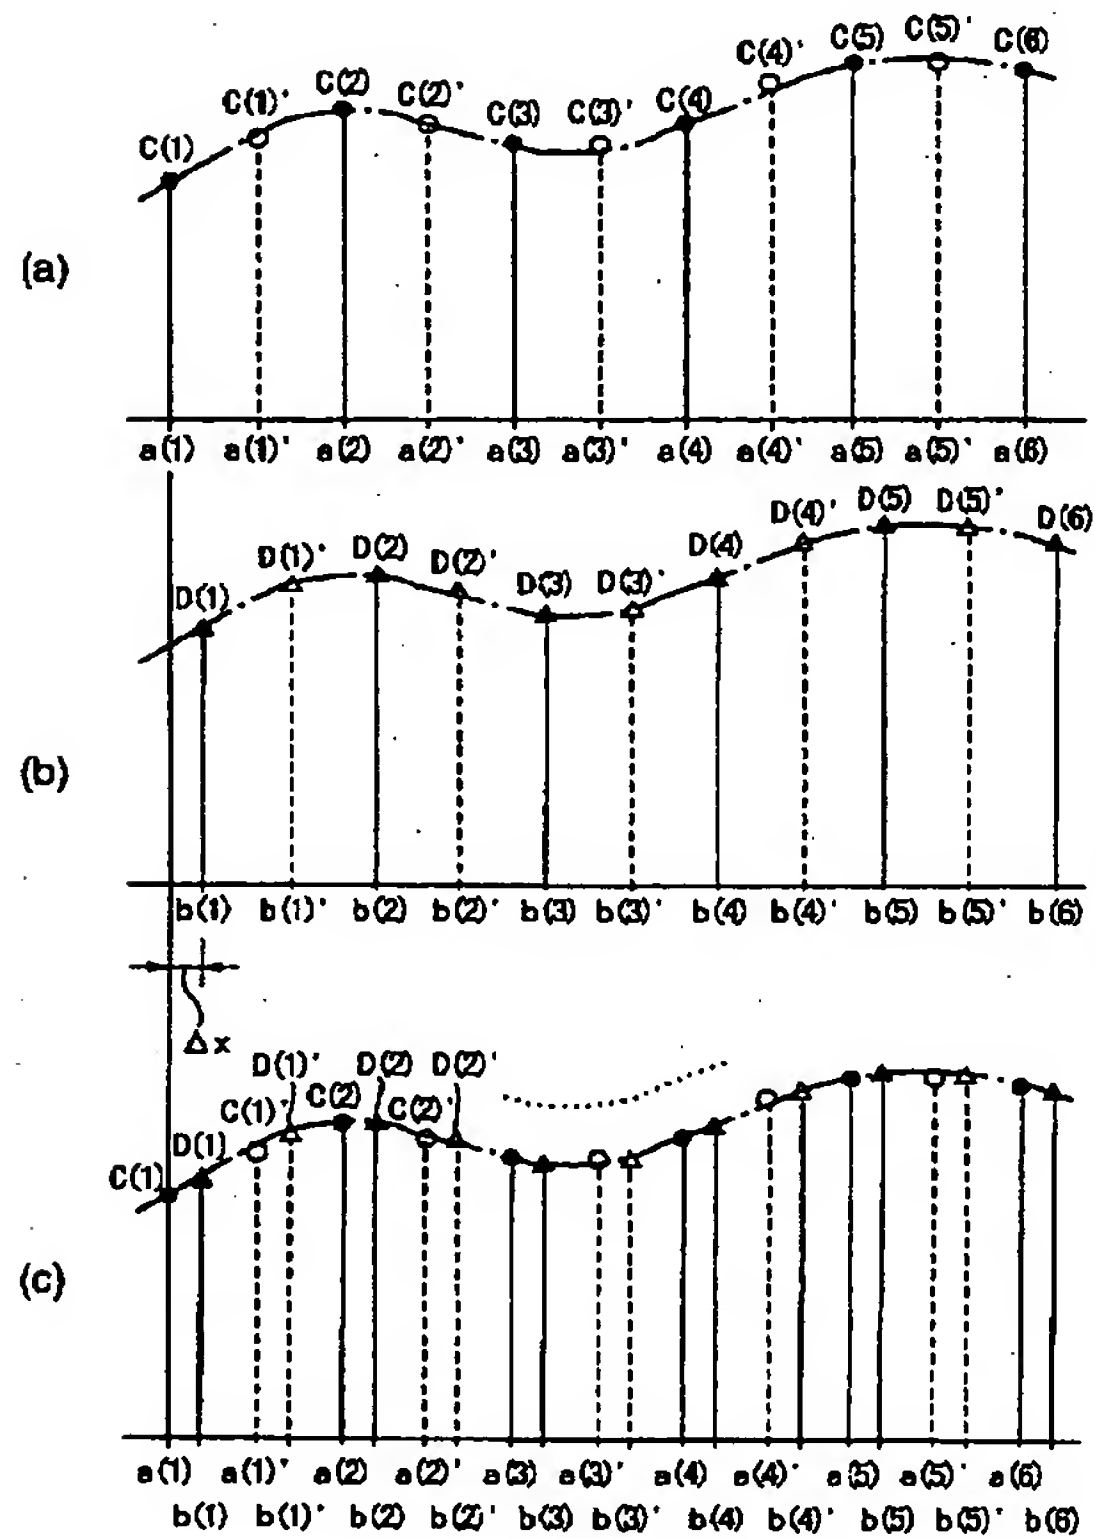 C(1) C(1)' C(2) C(2)' C(3) C(3)' C(4) C(4)' C(5) C(5)' C(6)
(a)
a(1) a(1)' a(2) a(2)' a(3) a(3)' a(4) a(4)' a(5) a(5)' a(6)
D(1) D(1)' D(2) D(2)' D(3) D(3)' D(4) D(4)' D(5) D(5)' D(6)
(b)
b(1) b(1)' b(2) b(2)' b(3) b(3)' b(4) b(4)' b(5) b(5)' b(6)
△x
D(1)' D(2) D(2)'
C(1)' C(2) C(2)'
C(1) D(1)
(c)
a(1) a(1)' a(2) a(2)' a(3) a(3)' a(4) a(4)' a(5) a(5)' a(6)
b(1) b(1)' b(2) b(2)' b(3) b(3)' b(4) b(4)' b(5) b(5)' b(6)